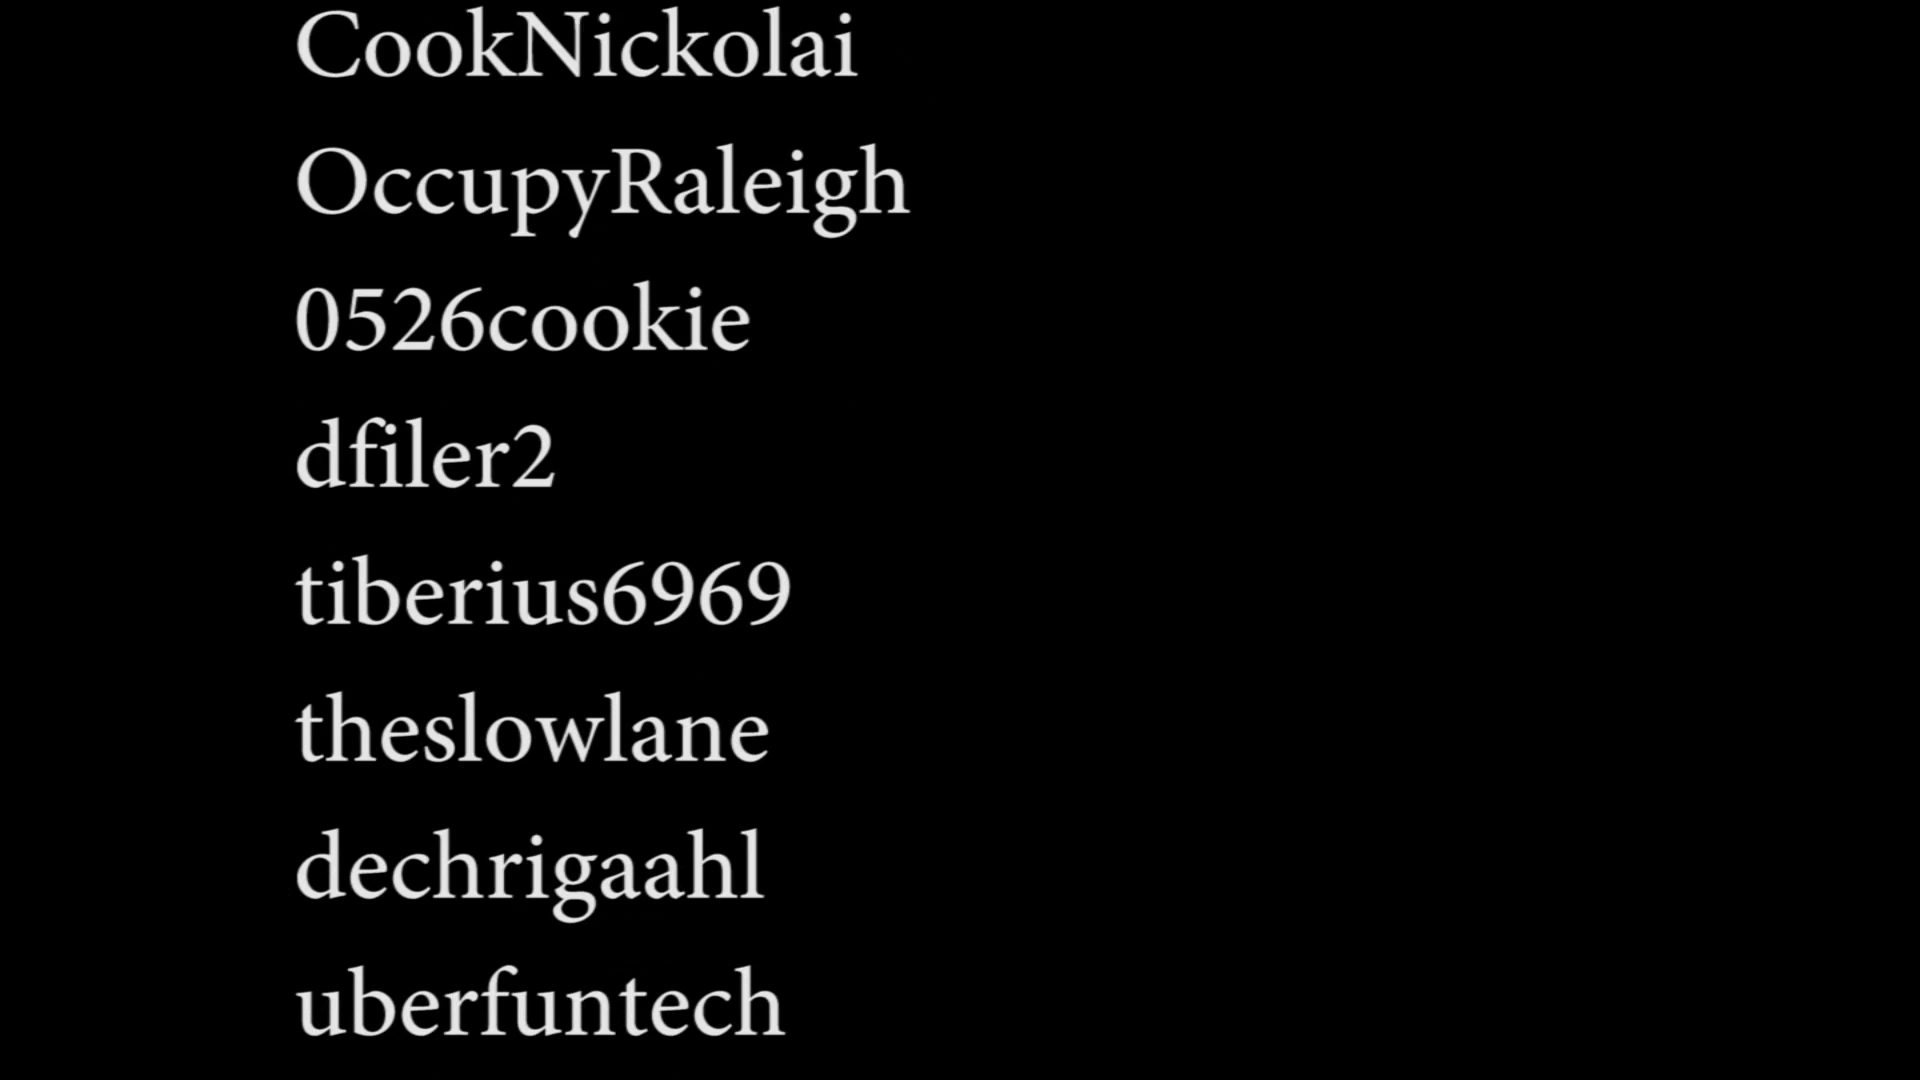 CookNickolai
OccupyRaleigh
0526cookie
dfiler2
tiberius6969
theslowlane
dechrigaahl
uberfuntech